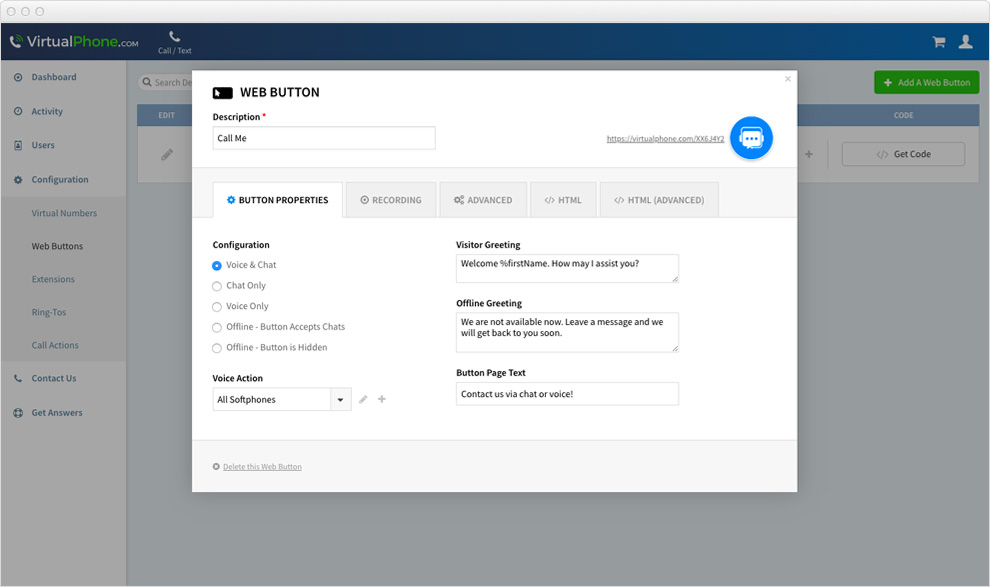 VirtualPhone.com
Call / Text
Dashboard
Activity
Users
Configuration
Virtual Numbers
Web Buttons
Extensions
Ring-Tos
Call Actions
Contact Us
Get Answers
Search De
Add A Web Button
EDIT
CODE
Get Code
WEB BUTTON
×
Description *
Call Me
https://virtualphone.com/XX6J4Y2
BUTTON PROPERTIES
RECORDING
ADVANCED
</> HTML
</> HTML (ADVANCED)
Configuration
Voice & Chat
Chat Only
Voice Only
Offline - Button Accepts Chats
Offline - Button is Hidden
Voice Action
All Softphones
Visitor Greeting
Welcome %firstName. How may I assist you?
Offline Greeting
We are not available now. Leave a message and we
will get back to you soon.
Button Page Text
Contact us via chat or voice!
Delete this Web Button